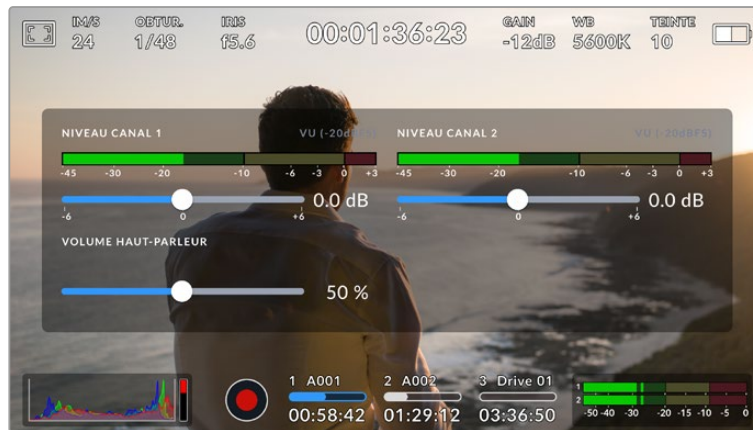 IM/S OBTUR. IRIS 00:01:36:23 GAIN WB TEINTE
24 1/48 f5.6 -12dB 5600K 10
NIVEAU CANAL 1 VU (-20dBFS) NIVEAU CANAL 2 VU (-20dBFS)
-45 -30 -20 -10 -6 -3 0 +3 -45 -30 -20 -10 -6 -3 0 +3
0.0 dB 0.0 dB
-6 0 +6 -6 0 +6
VOLUME HAUT-PARLEUR
50 %
1 A001 2 A002 3 Drive 01
00:58:42 01:29:12 03:36:50
1
2
-50 -40 -30 -20 -15 -10 -5 0